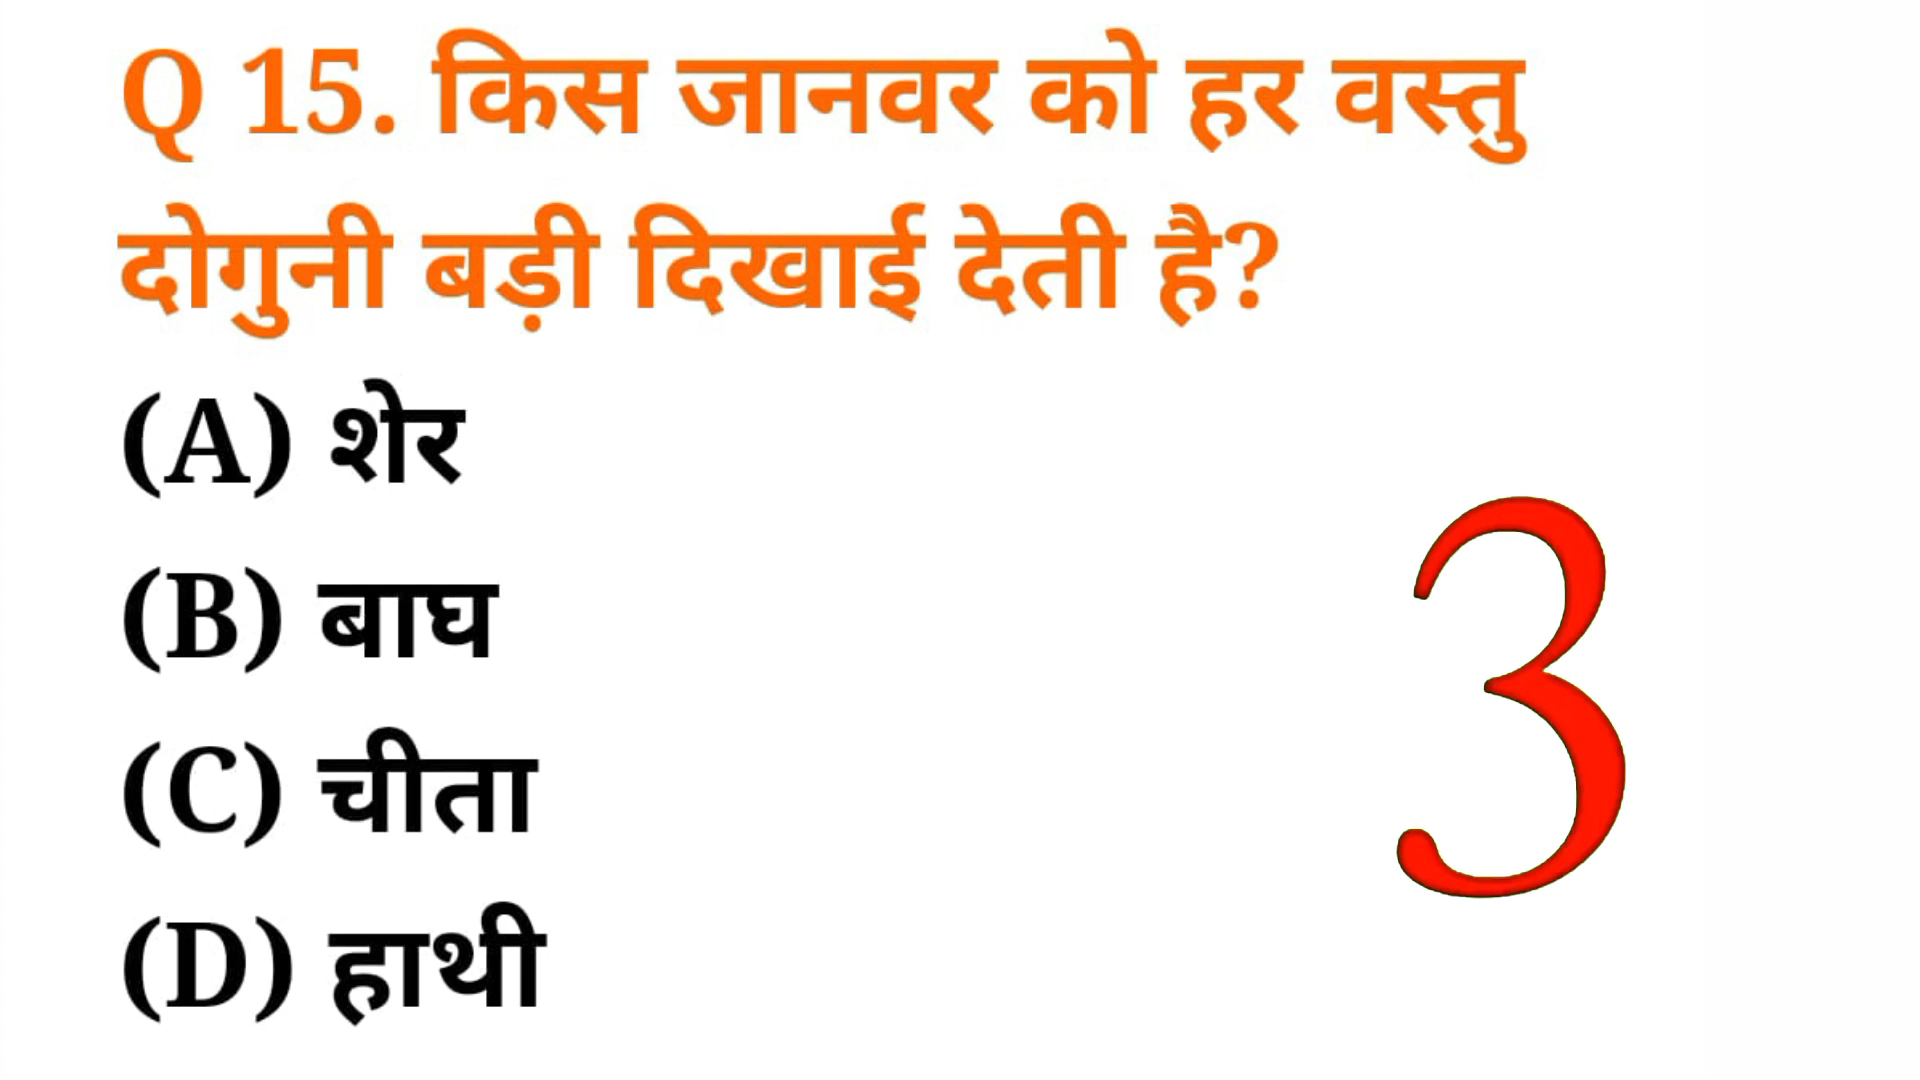 Q 15. किस जानवर को हर वस्तु
दोगुनी बड़ी दिखाई देती है?
(A) शेर
(B) बाघ
(C) चीता
(D) हाथी
3